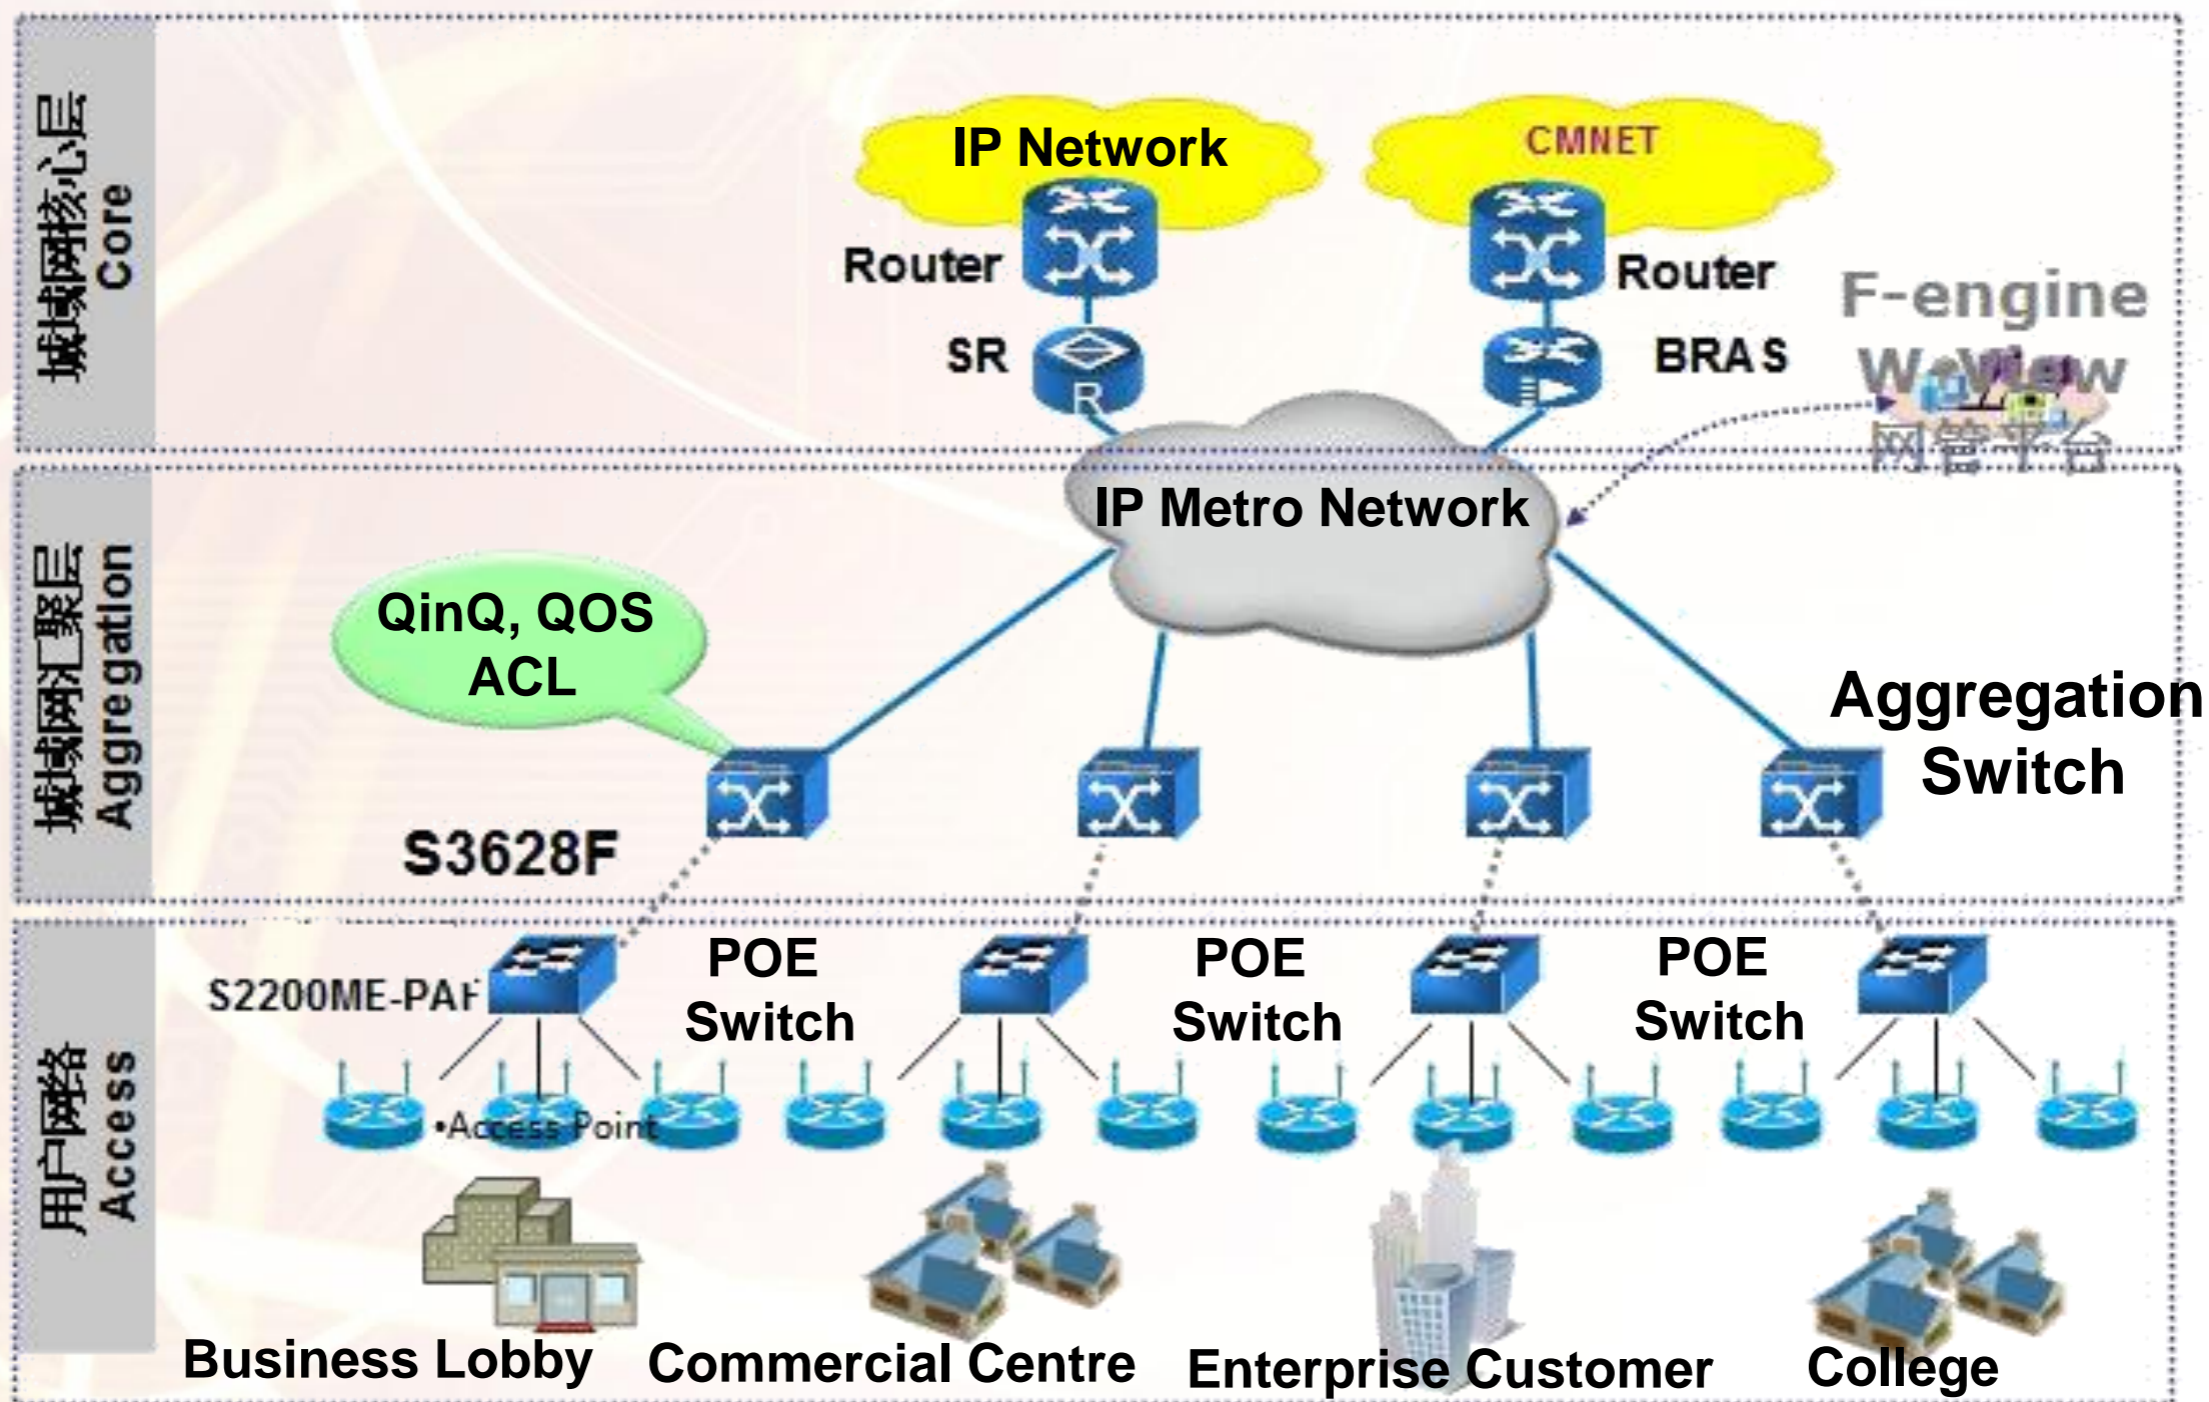 城域网核心层
Core
IP Network
CMNET
Router
Router
SR
R
BRAS
F-engine
W-View
网管平台
城域网汇聚层
Aggregation
IP Metro Network
QinQ, QOS
ACL
Aggregation
Switch
S3628F
用户网络
Access
S2200ME-PAF
POE
Switch
POE
Switch
POE
Switch
•Access Point
Business Lobby
Commercial Centre
Enterprise Customer
College